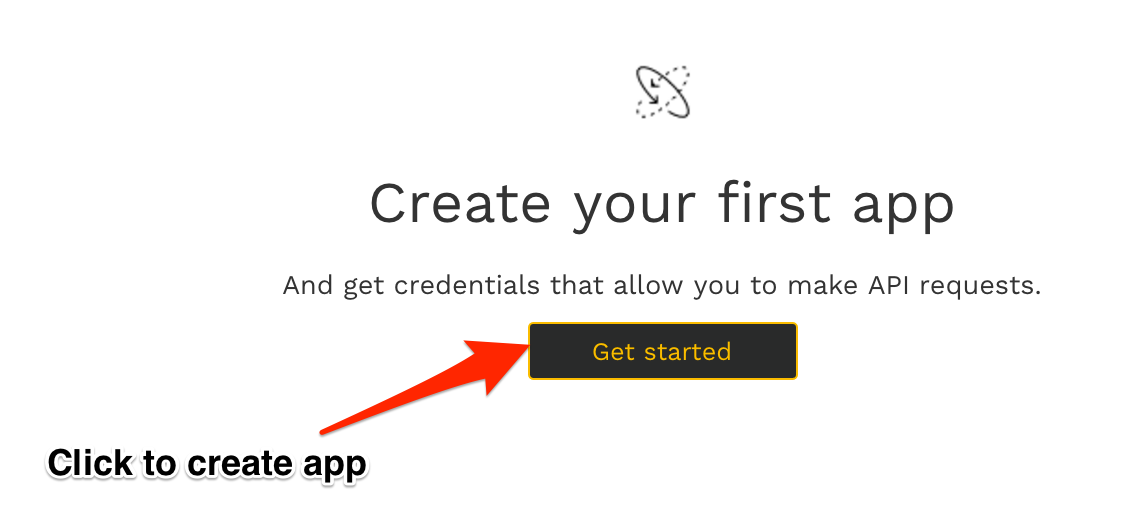 Create your first app
And get credentials that allow you to make API requests.
Get started
Click to create app